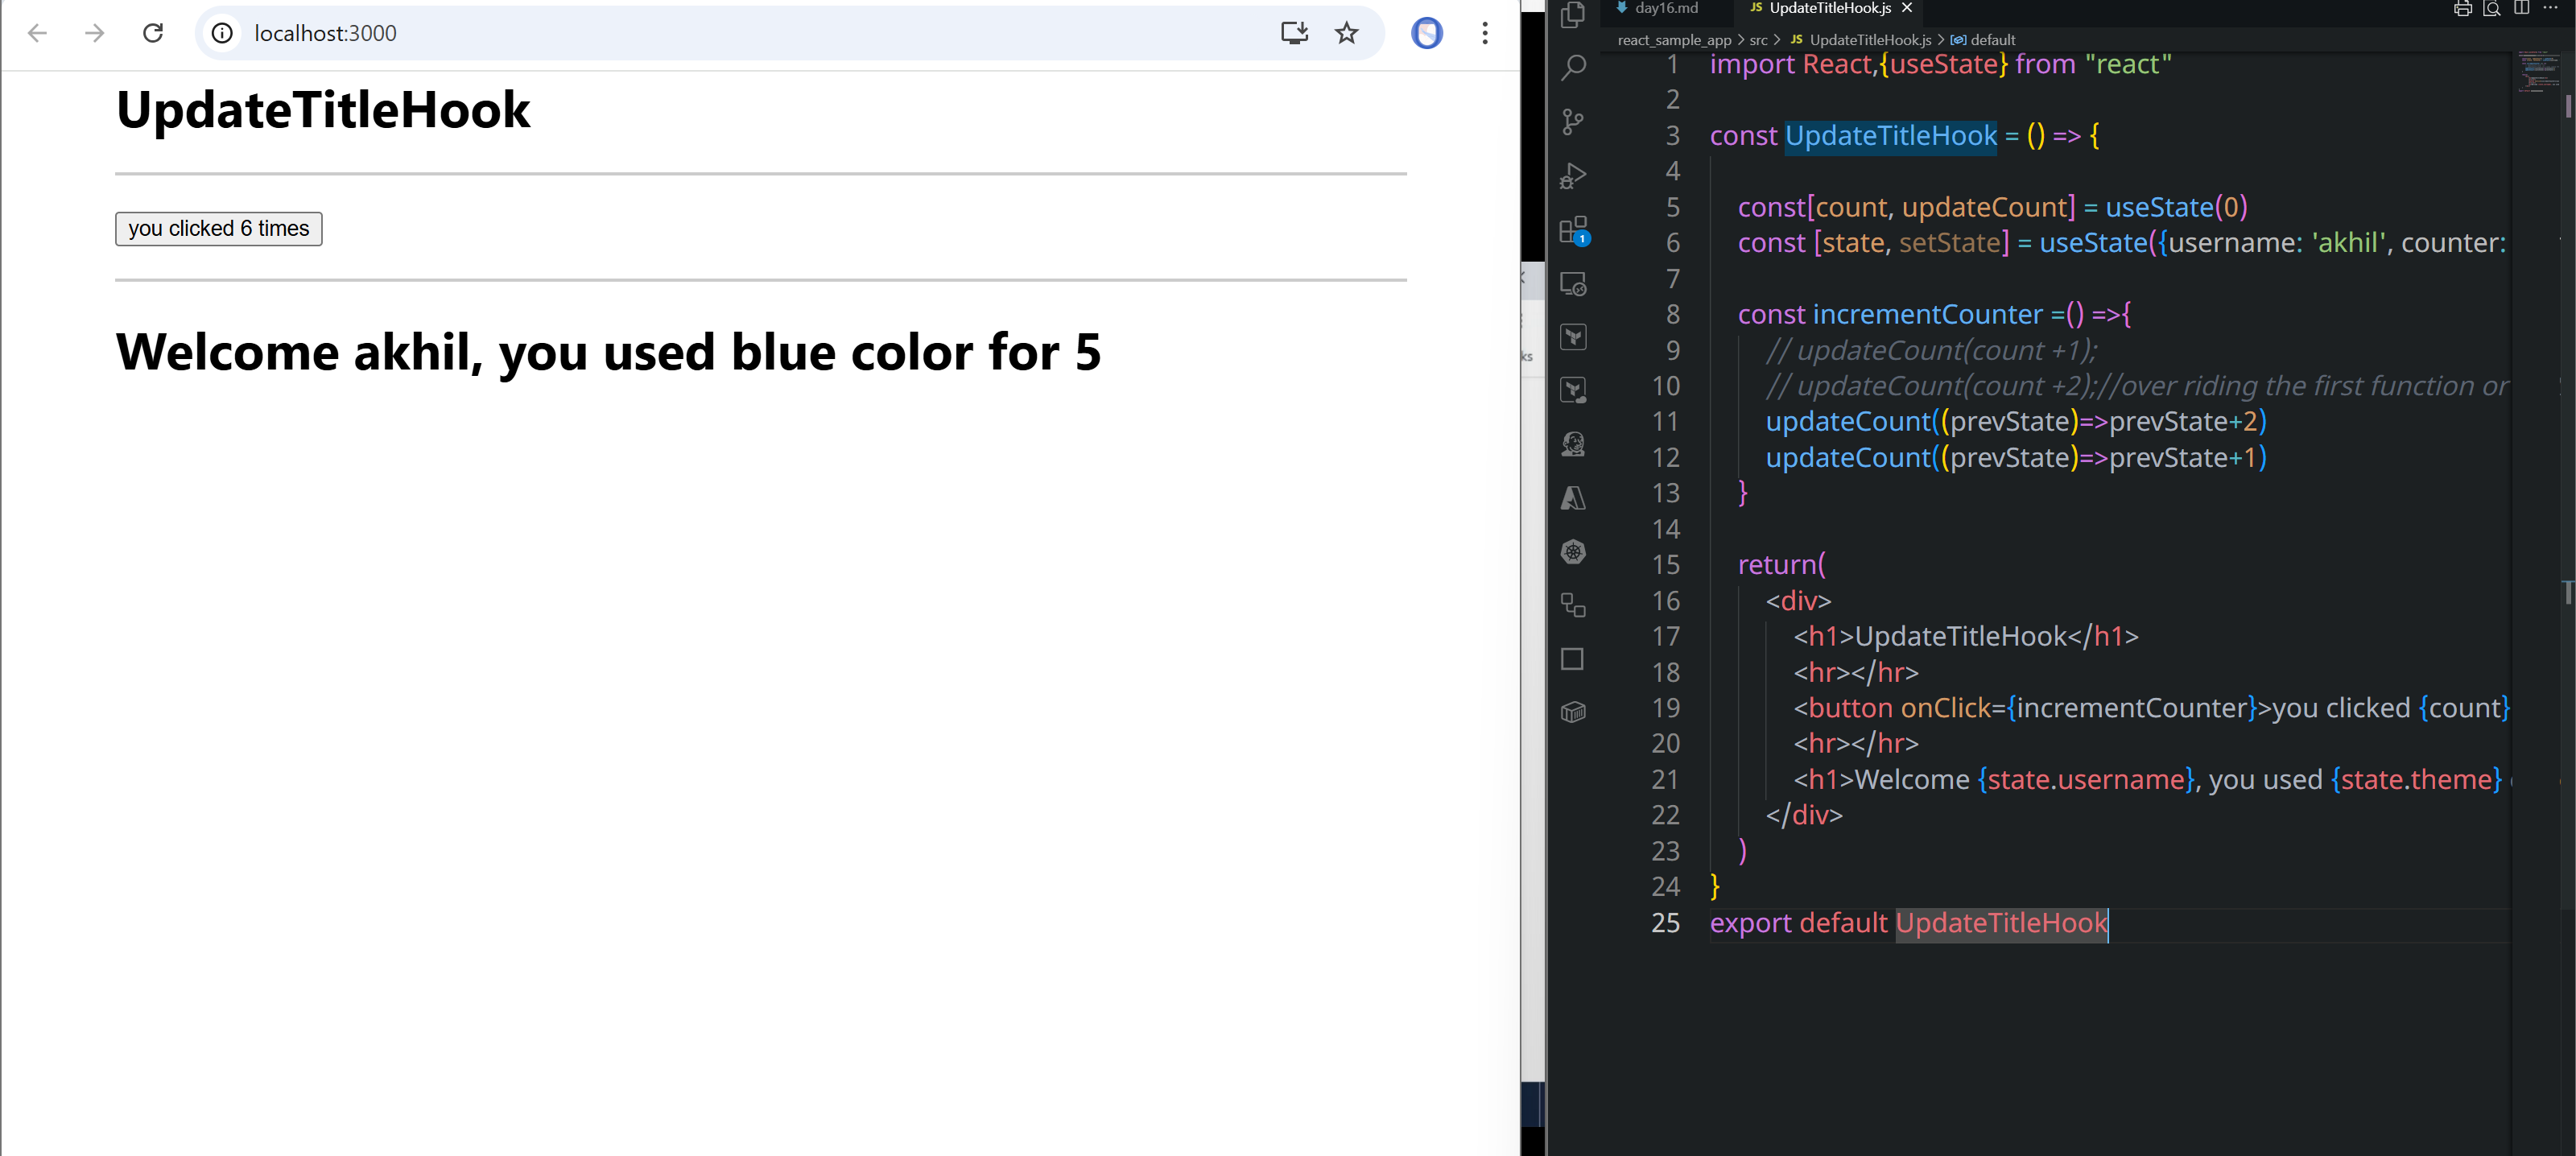 localhost:3000
UpdateTitleHook
you clicked 6 times
Welcome akhil, you used blue color for 5
day16.md
JS UpdateTitleHook.js
react_sample_app > src > JS UpdateTitleHook.js > default
1 import React,{useState} from "react"
2
3 const UpdateTitleHook = () => {
4
5 const[count, updateCount] = useState(0)
6 const [state, setState] = useState({username: 'akhil', counter:
7
8 const incrementCounter =() =>{
9 // updateCount(count +1);
10 // updateCount(count +2);//over riding the first function or
11 updateCount((prevState)=>prevState+2)
12 updateCount((prevState)=>prevState+1)
13 }
14
15 return(
16 <div>
17 <h1>UpdateTitleHook</h1>
18 <hr></hr>
19 <button onClick={incrementCounter}>you clicked {count}
20 <hr></hr>
21 <h1>Welcome {state.username}, you used {state.theme}
22 </div>
23 )
24 }
25 export default UpdateTitleHook
1
ks